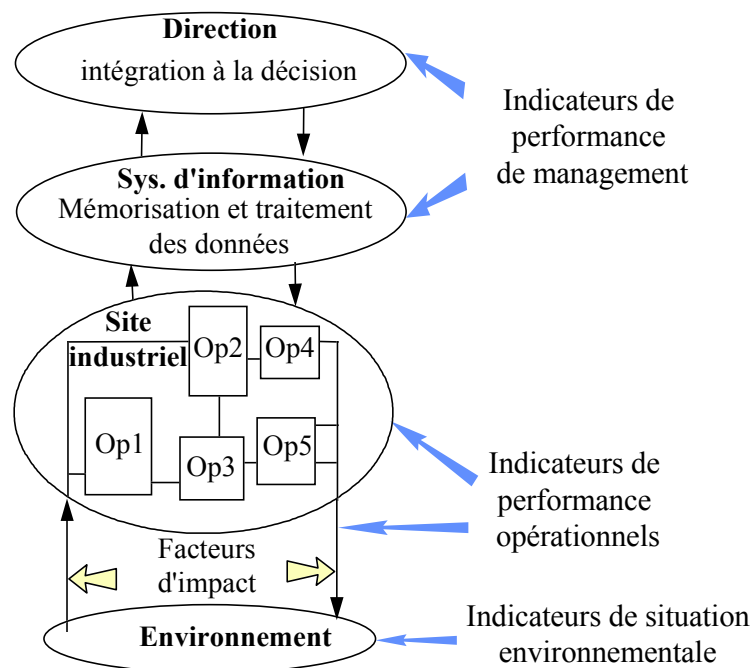 Direction
intégration à la décision
Indicateurs de
performance
de management
Sys. d'information
Mémorisation et traitement
des données
Site
industriel
Op2
Op4
Op1
Op3
Op5
Indicateurs de
performance
opérationnels
Facteurs
d'impact
Environnement
Indicateurs de situation
environnementale